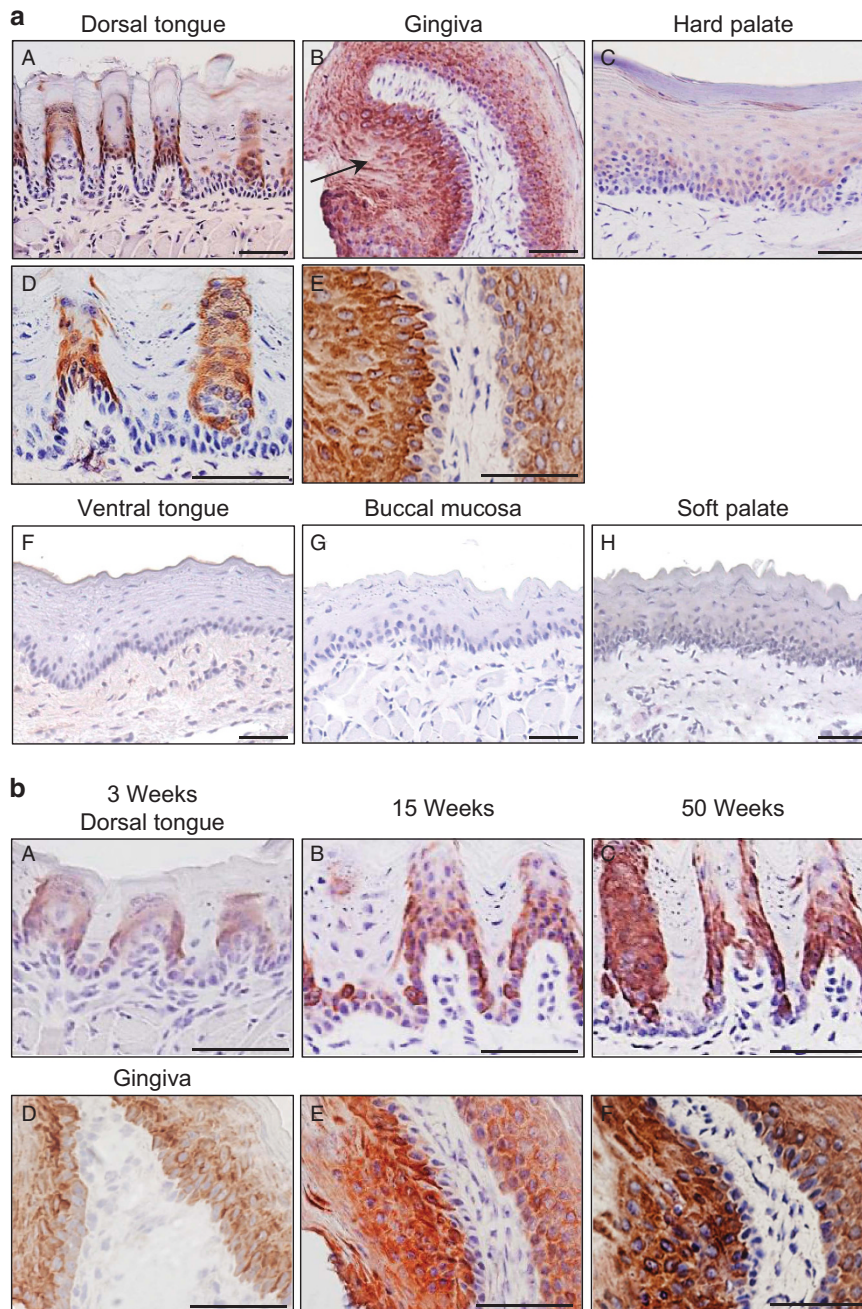 a
Dorsal tongue Gingiva Hard palate
A B C
D E
Ventral tongue Buccal mucosa Soft palate
F G H
b
3 Weeks 15 Weeks 50 Weeks
Dorsal tongue
A B C
Gingiva
D E F